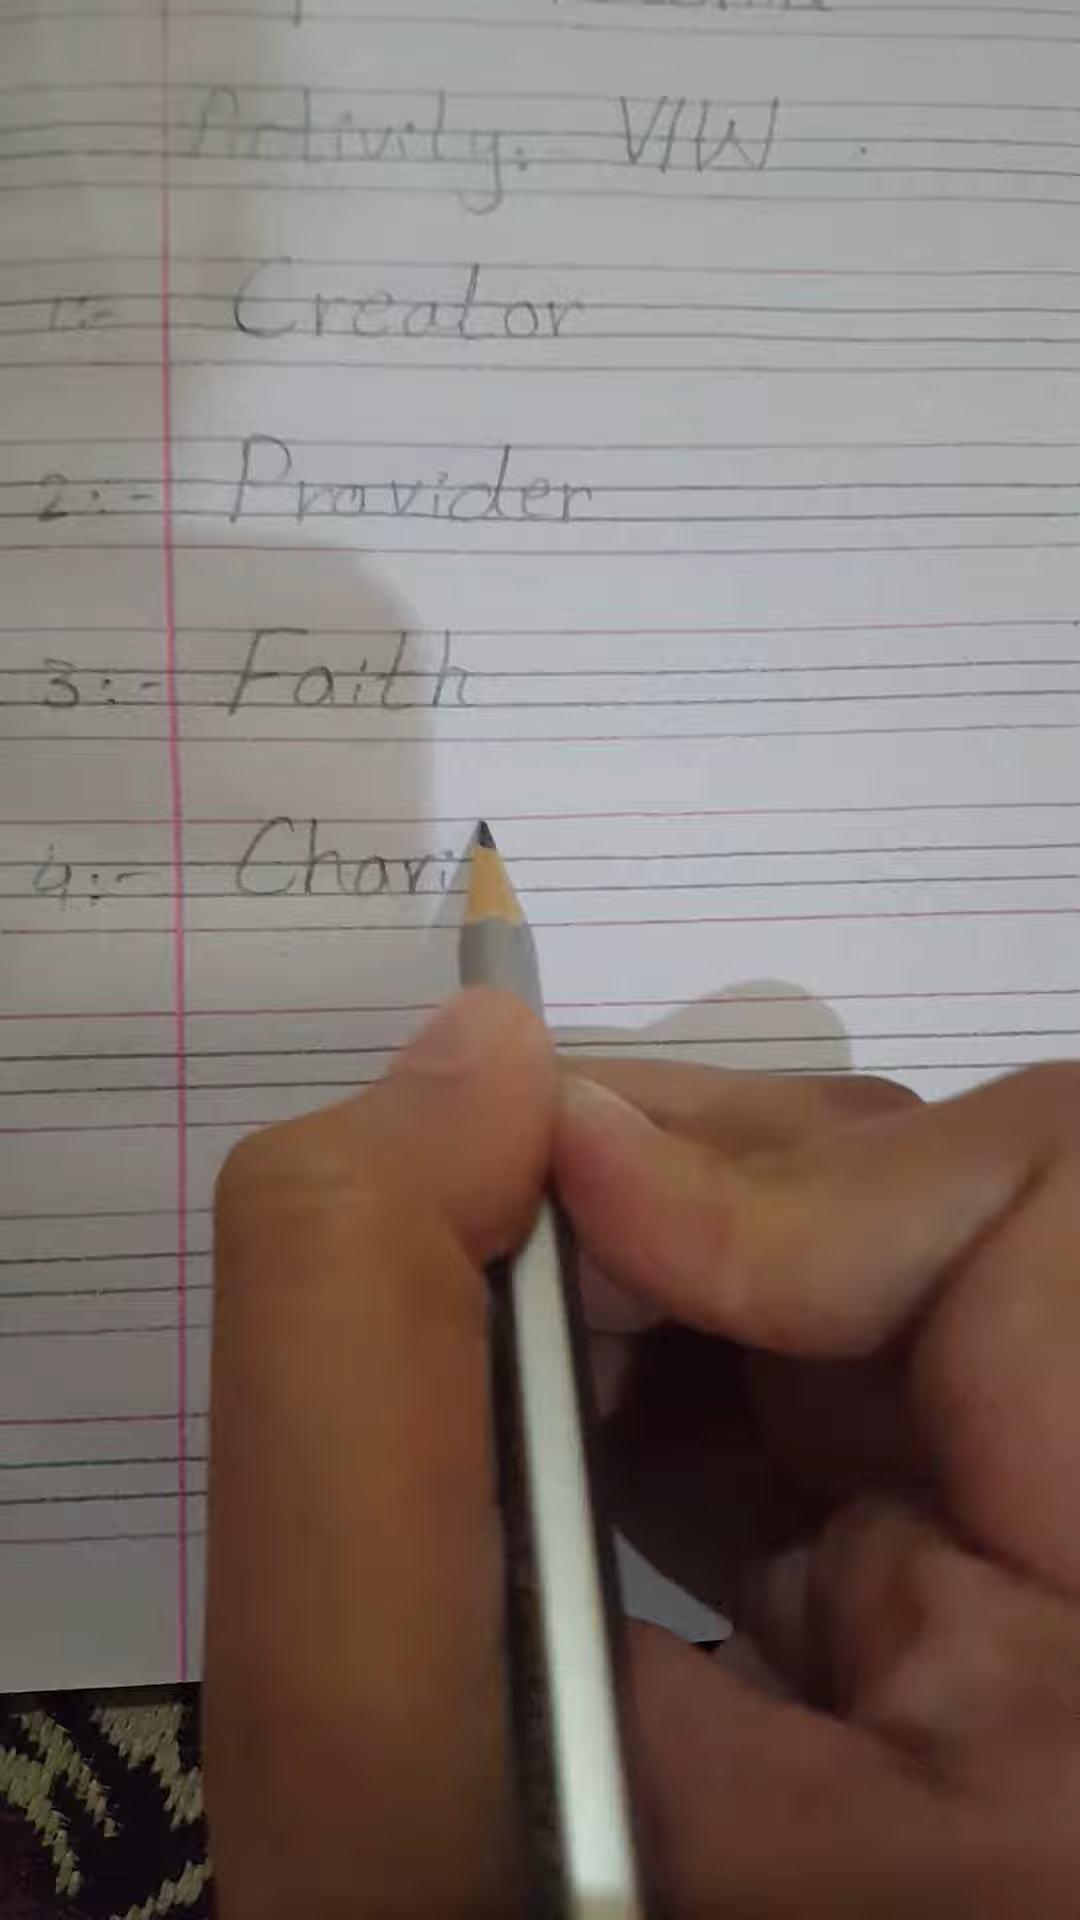 Activity: V/W .
1:- Creator
2:- Provider
3:- Faith
4:- Chari